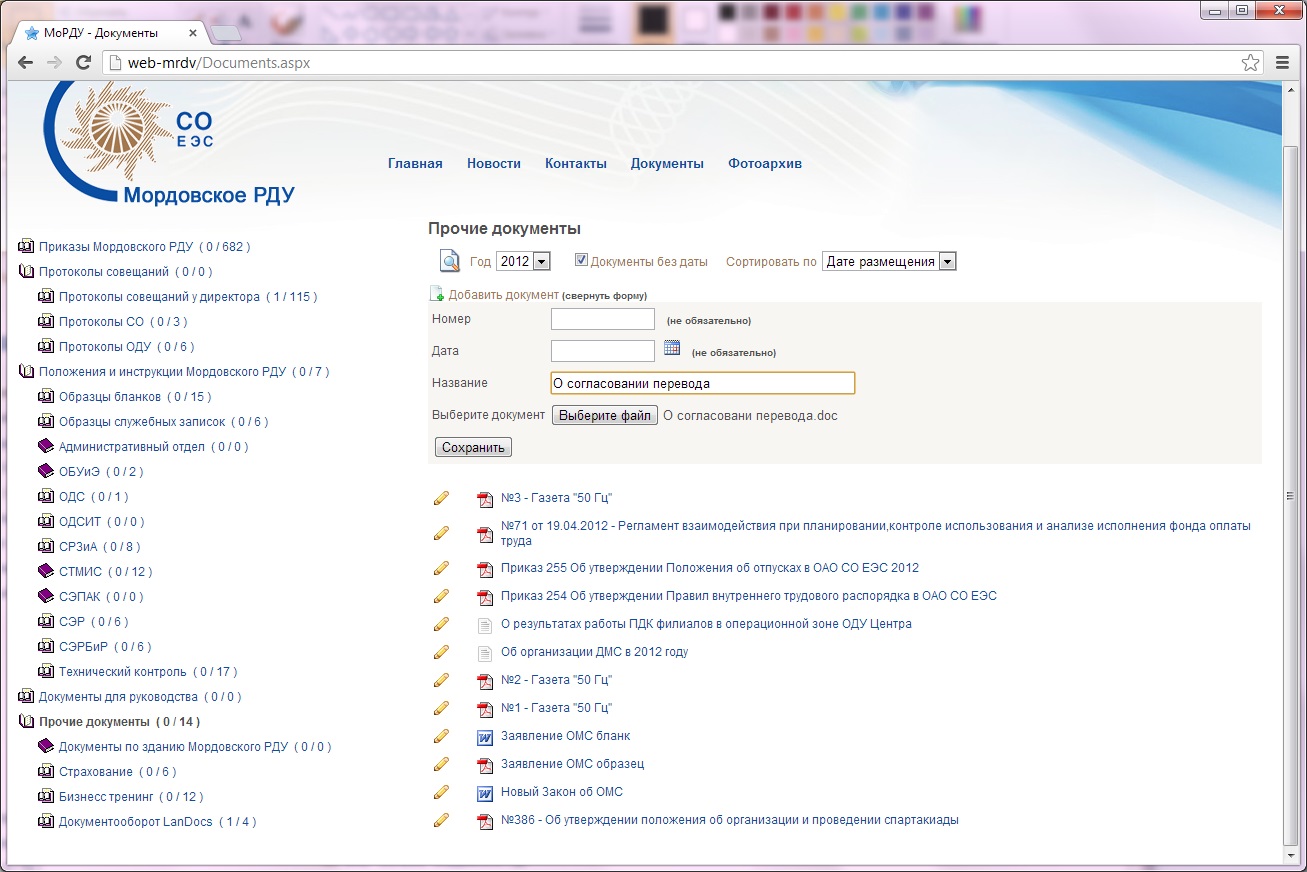 МоРДУ - Документы
web-mrdv/Documents.aspx
СО
ЕЭС
Мордовское РДУ
Главная Новости Контакты Документы Фотоархив
Приказы Мордовского РДУ ( 0 / 682 )
Протоколы совещаний ( 0 / 0 )
Протоколы совещаний у директора ( 1 / 115 )
Протоколы СО ( 0 / 3 )
Протоколы ОДУ ( 0 / 6 )
Положения и инструкции Мордовского РДУ ( 0 / 7 )
Образцы бланков ( 0 / 15 )
Образцы служебных записок ( 0 / 6 )
Административный отдел ( 0 / 0 )
ОБУиЭ ( 0 / 2 )
ОДС ( 0 / 1 )
ОДСИТ ( 0 / 0 )
СРЗиА ( 0 / 8 )
СТМИС ( 0 / 12 )
СЭПАК ( 0 / 0 )
СЭР ( 0 / 6 )
СЭРБиР ( 0 / 6 )
Технический контроль ( 0 / 17 )
Документы для руководства ( 0 / 0 )
Прочие документы ( 0 / 14 )
Документы по зданию Мордовского РДУ ( 0 / 0 )
Страхование ( 0 / 6 )
Бизнесс тренинг ( 0 / 12 )
Документооборот LanDocs ( 1 / 4 )
Прочие документы
Год 2012 Документы без даты Сортировать по Дате размещения
Добавить документ (свернуть форму)
Номер (не обязательно)
Дата (не обязательно)
Название О согласовании перевода
Выберите документ Выберите файл О согласовани перевода.doc
Сохранить
№3 - Газета "50 Гц"
№71 от 19.04.2012 - Регламент взаимодействия при планировании,контроле использования и анализе исполнения фонда оплаты
труда
Приказ 255 Об утверждении Положения об отпусках в ОАО СО ЕЭС 2012
Приказ 254 Об утверждении Правил внутреннего трудового распорядка в ОАО СО ЕЭС
О результатах работы ПДК филиалов в операционной зоне ОДУ Центра
Об организации ДМС в 2012 году
№2 - Газета "50 Гц"
№1 - Газета "50 Гц"
Заявление ОМС бланк
Заявление ОМС образец
Новый Закон об ОМС
№386 - Об утверждении положения об организации и проведении спартакиады